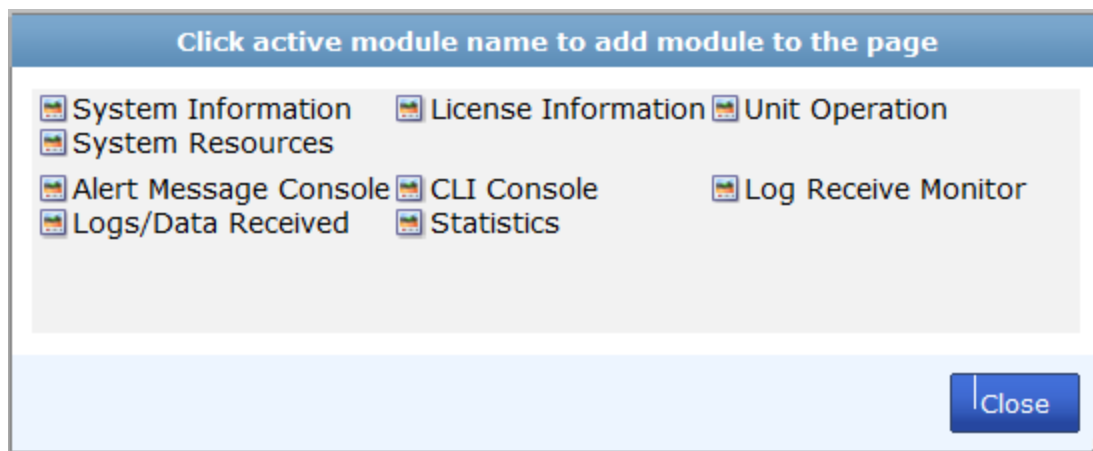 Click active module name to add module to the page
System Information License Information Unit Operation
System Resources
Alert Message Console CLI Console Log Receive Monitor
Logs/Data Received Statistics
Close